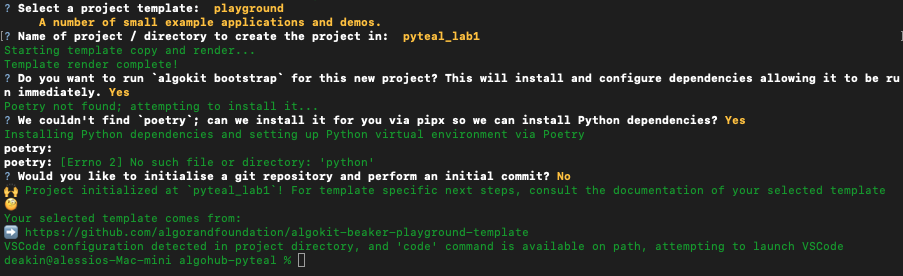 ? Select a project template:  playground
A number of small example applications and demos.
[? Name of project / directory to create the project in:  pyteal_lab1
Starting template copy and render...
Template render complete!
? Do you want to run `algokit bootstrap` for this new project? This will install and configure dependencies allowing it to be ru
n immediately. Yes
Poetry not found; attempting to install it...
? We couldn't find `poetry`; can we install it for you via pipx so we can install Python dependencies? Yes
Installing Python dependencies and setting up Python virtual environment via Poetry
poetry:
poetry: [Errno 2] No such file or directory: 'python'
? Would you like to initialise a git repository and perform an initial commit? No
🙌 Project initialized at `pyteal_lab1`! For template specific next steps, consult the documentation of your selected template
🧐
Your selected template comes from:
➡️ https://github.com/algorandfoundation/algokit-beaker-playground-template
VSCode configuration detected in project directory, and 'code' command is available on path, attempting to launch VSCode
deakin@alessios-Mac-mini algohub-pyteal %